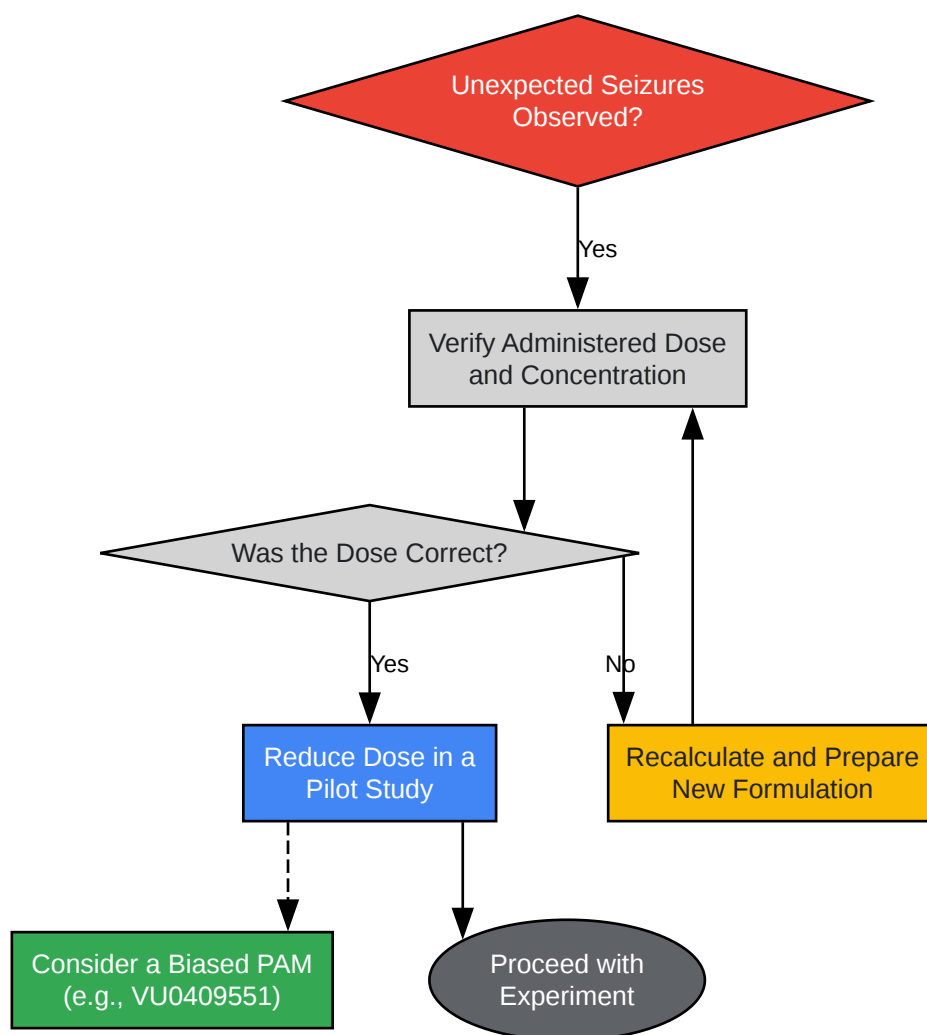 Unexpected Seizures
Observed?
Yes
Verify Administered Dose
and Concentration
Was the Dose Correct?
Yes
No
Reduce Dose in a
Pilot Study
Recalculate and Prepare
New Formulation
Consider a Biased PAM
(e.g., VU0409551)
Proceed with
Experiment